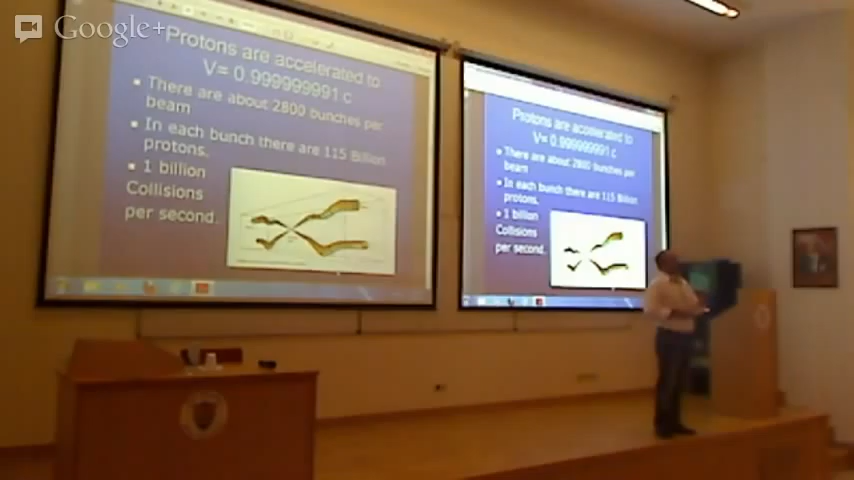 Google+
Protons are accelerated to
V= 0.999999991 c
There are about 2800 bunches per
beam
In each bunch there are 115 Billion
protons.
1 billion
Collisions
per second.
Protons are accelerated to
V= 0.999999991 c
There are about 2800 bunches per
beam
In each bunch there are 115 Billion
protons.
1 billion
Collisions
per second.